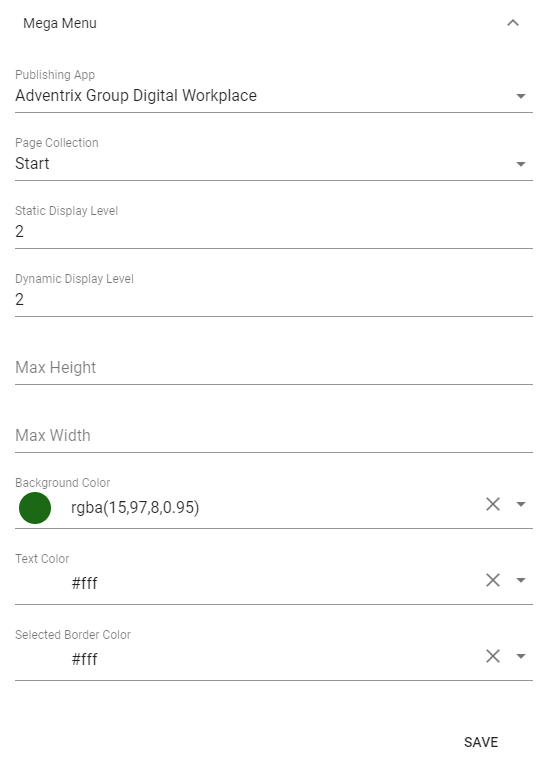 Mega Menu
Publishing App
Adventrix Group Digital Workplace
Page Collection
Start
Static Display Level
2
Dynamic Display Level
2
Max Height
Max Width
Background Color
rgba(15,97,8,0.95)
Text Color
#fff
Selected Border Color
#fff
SAVE